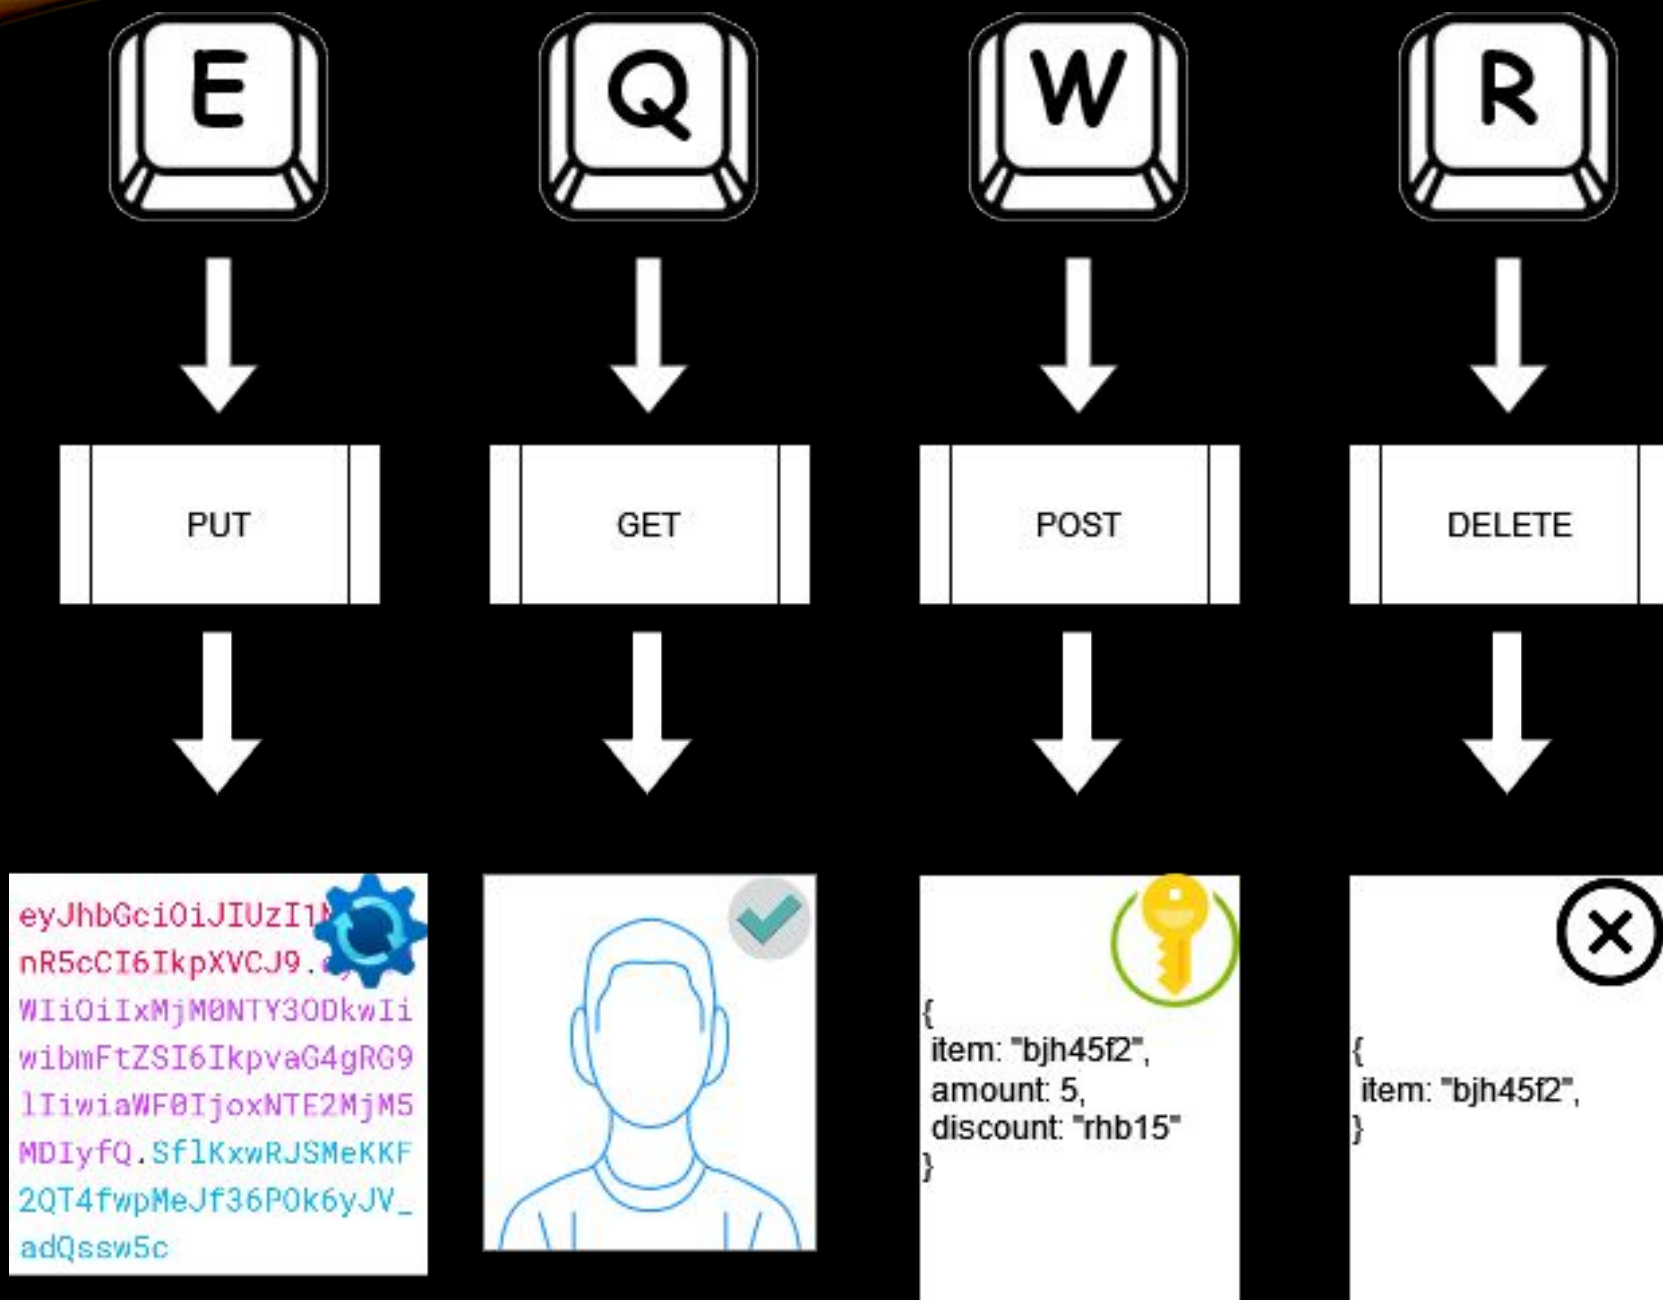 E
Q
W
R
PUT
GET
POST
DELETE
eyJhbGciOiJIUzI1
nR5cCI6IkpXVCJ9.
WIiOiIxMjM0NTY3ODkwIi
wibmFtZSI6IkpvaG4gRG9
lIiwiaWF0IjoxNTE2MjM5
MDIyfQ.SflKxwRJSMeKKF
2QT4fwpMeJf36POk6yJV_
adQssw5c
{
item: "bjh45f2",
amount: 5,
discount: "rhb15"
}
{
item: "bjh45f2",
}